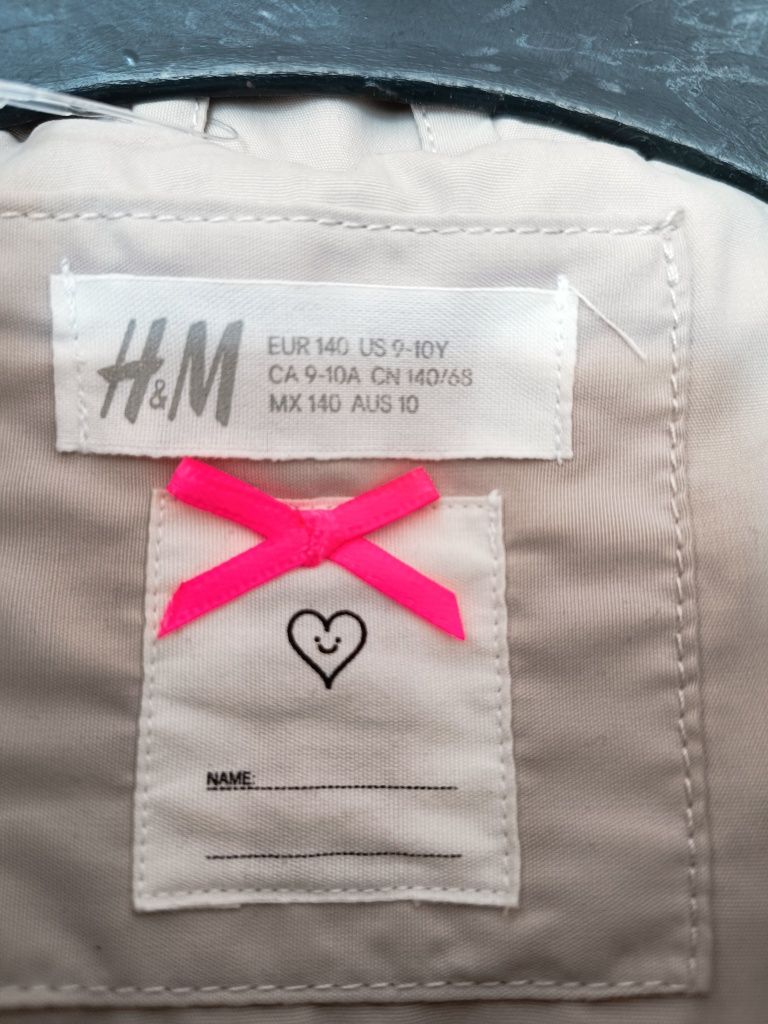 H&M
EUR 140 US 9-10Y
CA 9-10A CN 140/68
MX 140 AUS 10
NAME: